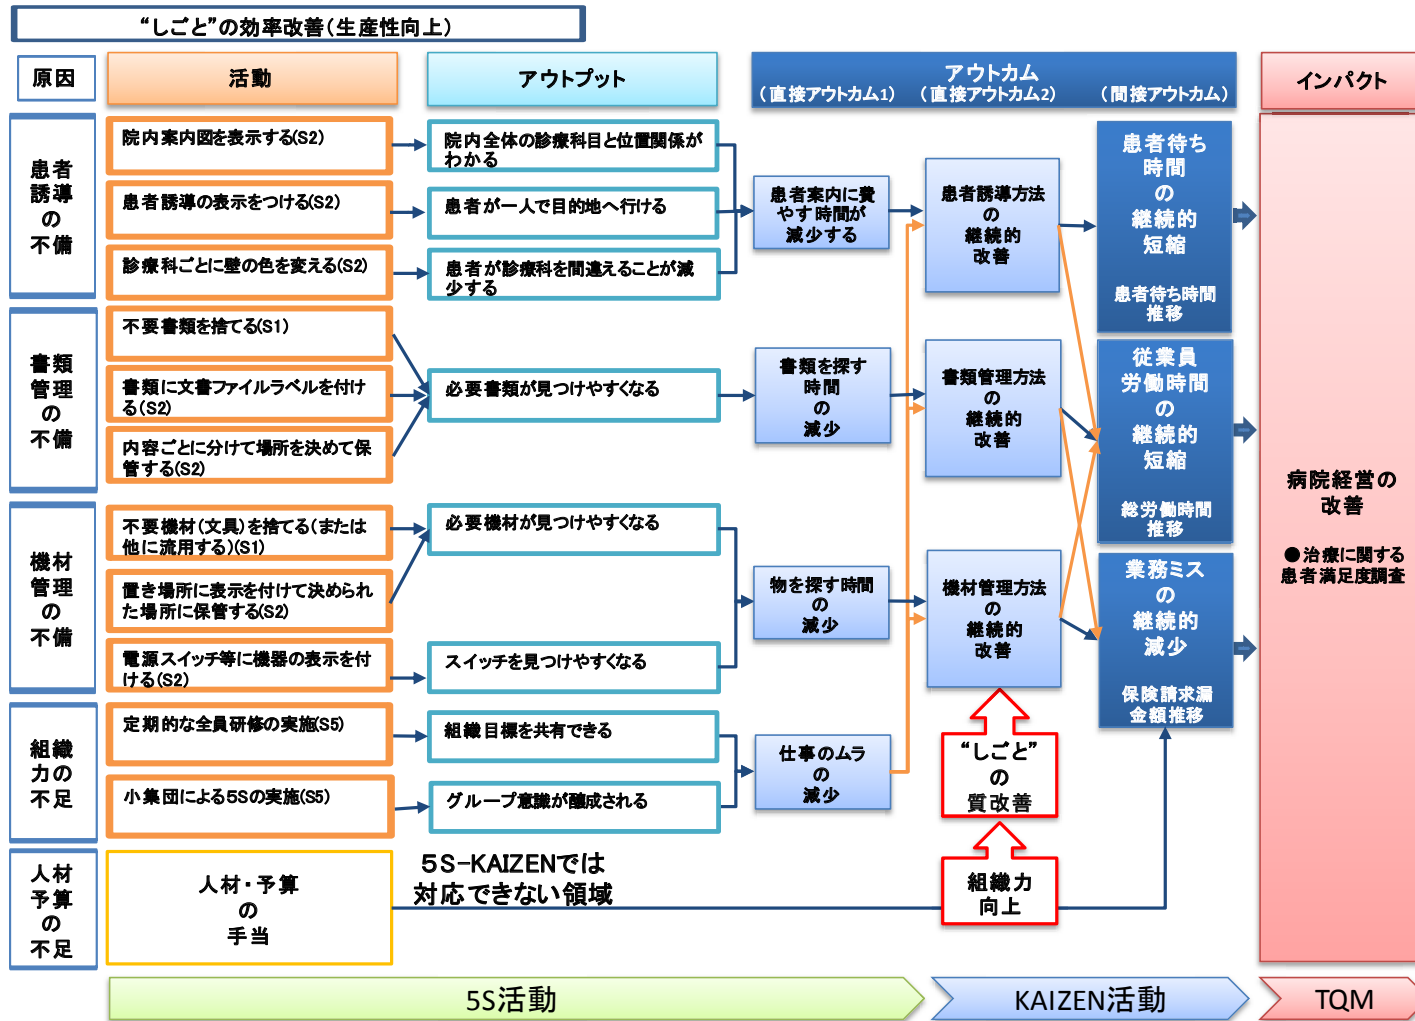 “しごと”の効率改善（生産性向上）
原因
活動
アウトプット
アウトカム
（直接アウトカム1）
（直接アウトカム2）
（間接アウトカム）
インパクト
患者
誘導
の
不備
院内案内図を表示する(S2)
患者誘導の表示をつける(S2)
診療科ごとに壁の色を変える(S2)
院内全体の診療科目と位置関係が
わかる
患者が一人で目的地へ行ける
患者が診療科を間違えることが減
少する
患者案内に費
やす時間が
減少する
患者誘導方法
の
継続的
改善
患者待ち
時間
の
継続的
短縮
患者待ち時間
推移
書類
管理
の
不備
不要書類を捨てる(S1)
書類に文書ファイルラベルを付け
る(S2)
内容ごとに分けて場所を決めて保
管する(S2)
必要書類が見つけやすくなる
書類を探す
時間
の
減少
書類管理方法
の
継続的
改善
従業員
労働時間
の
継続的
短縮
総労働時間
推移
機材
管理
の
不備
不要機材（文具）を捨てる（または
他に流用する）(S1)
置き場所に表示を付けて決められ
た場所に保管する(S2)
電源スイッチ等に機器の表示を付
ける(S2)
必要機材が見つけやすくなる
スイッチを見つけやすくなる
物を探す時間
の
減少
機材管理方法
の
継続的
改善
業務ミス
の
継続的
減少
保険請求漏
金額推移
組織
力の
不足
定期的な全員研修の実施(S5)
小集団による5Sの実施(S5)
組織目標を共有できる
グループ意識が醸成される
仕事のムラ
の
減少
“しごと”
の
質改善
組織力
向上
人材
予算
の
不足
人材・予算
の
手当
5S-KAIZENでは
対応できない領域
病院経営の
改善
●治療に関する
患者満足度調査
5S活動
KAIZEN活動
TQM